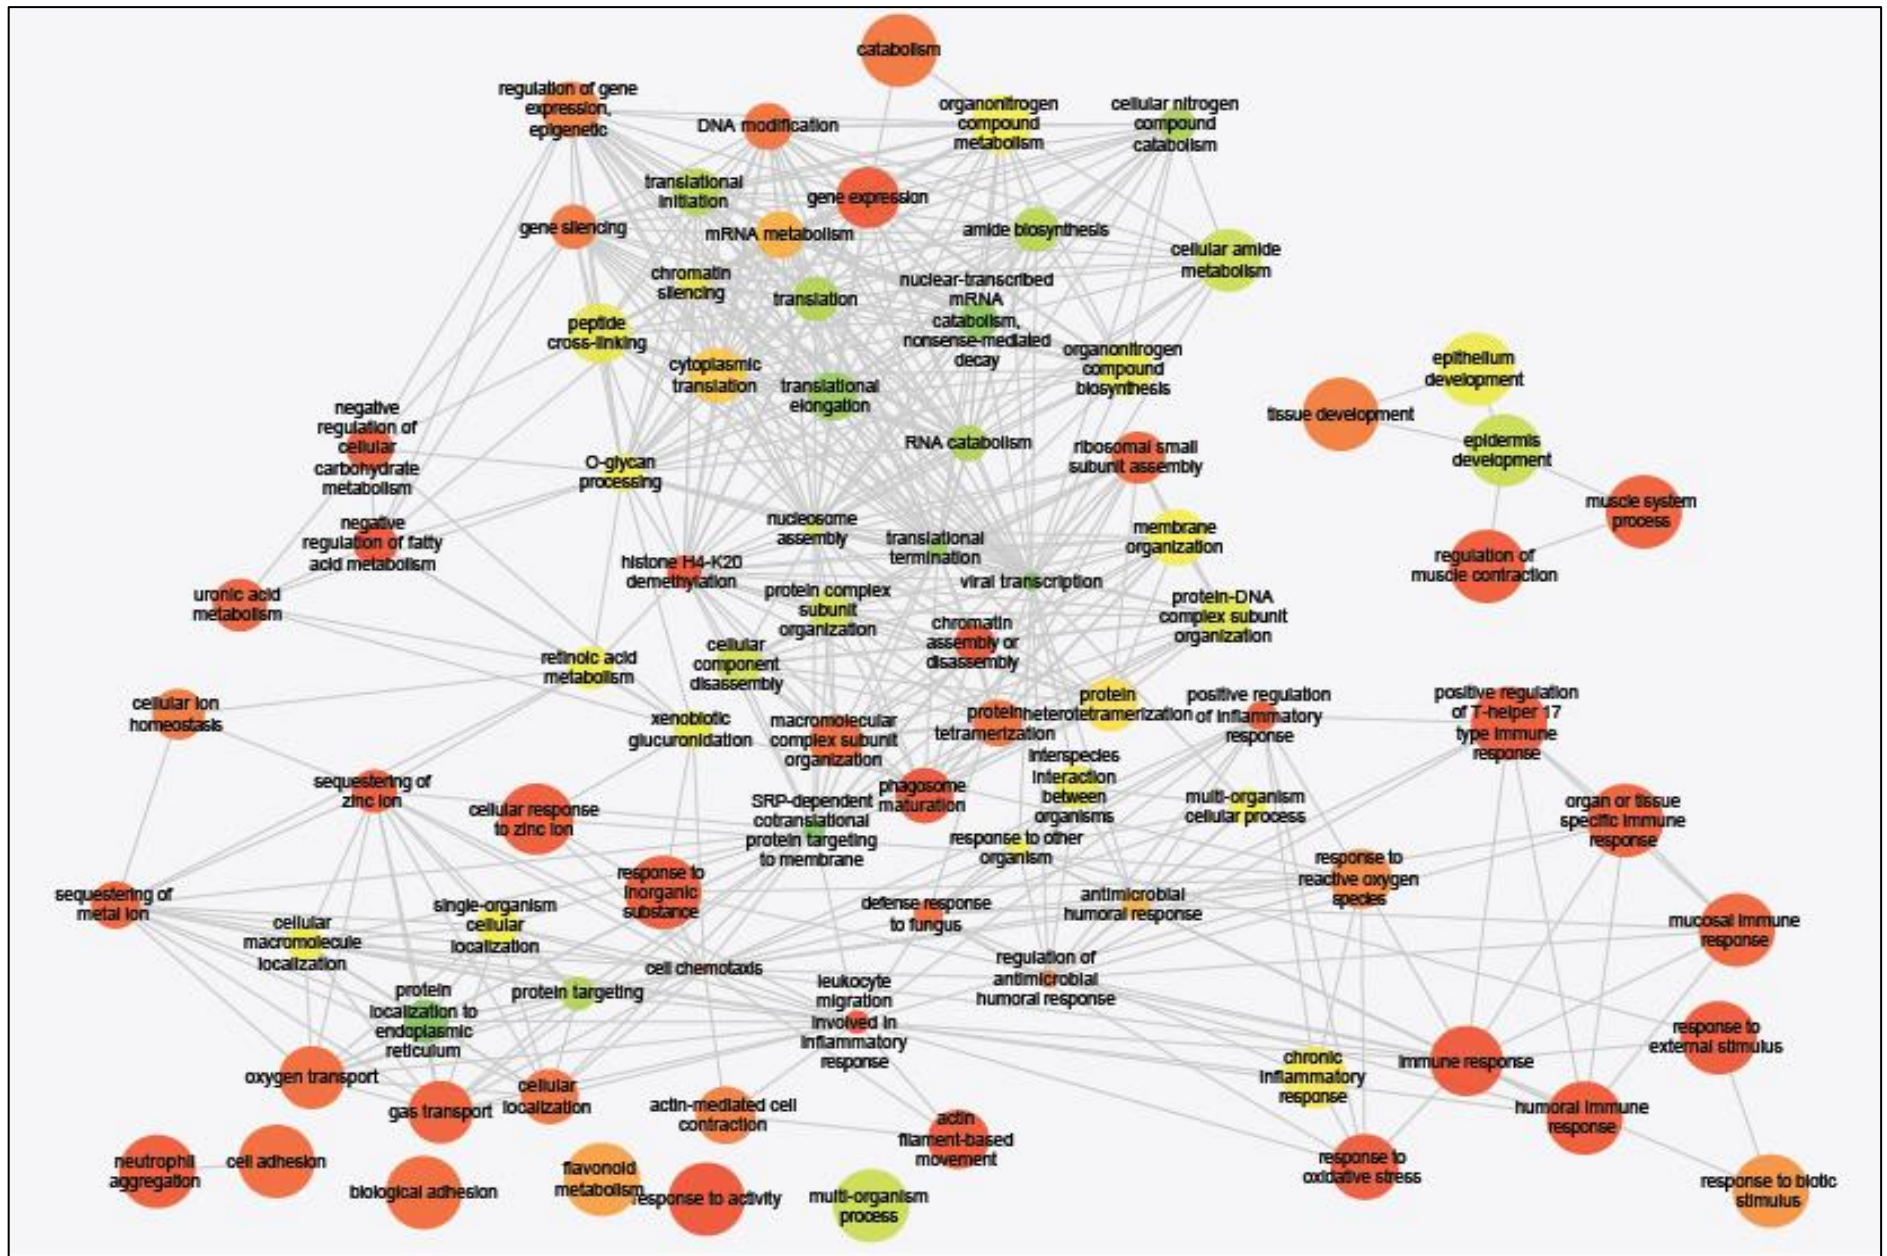 catabolism
regulation of gene
expression,
epigenetic
DNA modification
organonitrogen
compound
metabolism
cellular nitrogen
compound
catabolism
translational
initiation
gene expression
gene silencing
mRNA metabolism
amide biosynthesis
cellular amide
metabolism
chromatin
silencing
translation
nuclear-transcribed
mRNA
catabolism,
nonsense-mediated
decay
peptide
cross-linking
cytoplasmic
translation
translational
elongation
organonitrogen
compound
biosynthesis
epithelium
development
tissue development
epidermis
development
negative
regulation of
cellular
carbohydrate
metabolism
O-glycan
processing
RNA catabolism
ribosomal small
subunit assembly
muscle system
process
negative
regulation of fatty
acid metabolism
nucleosome
assembly
translational
termination
membrane
organization
regulation of
muscle contraction
histone H4-K20
demethylation
viral transcription
uronic acid
metabolism
protein complex
subunit
organization
chromatin
assembly or
disassembly
protein-DNA
complex subunit
organization
retinoic acid
metabolism
cellular
component
disassembly
cellular ion
homeostasis
xenobiotic
glucuronidation
macromolecular
complex subunit
organization
protein
tetramerization
protein
heterotetramerization
positive regulation
of inflammatory
response
positive regulation
of T-helper 17
type immune
response
sequestering of
zinc ion
cellular response
to zinc ion
SRP-dependent
cotranslational
protein targeting
to membrane
phagosome
maturation
interspecies
interaction
between
organisms
multi-organism
cellular process
organ or tissue
specific immune
response
response to other
organism
sequestering of
metal ion
response to
inorganic
substance
response to
reactive oxygen
species
cellular
macromolecule
localization
single-organism
cellular
localization
defense response
to fungus
antimicrobial
humoral response
mucosal immune
response
cell chemotaxis
regulation of
antimicrobial
humoral response
protein
localization to
endoplasmic
reticulum
protein targeting
leukocyte
migration
involved in
inflammatory
response
response to
external stimulus
oxygen transport
gas transport
cellular
localization
chronic
inflammatory
response
immune response
humoral immune
response
actin-mediated cell
contraction
actin
filament-based
movement
neutrophil
aggregation
cell adhesion
biological adhesion
flavonoid
metabolism
response to activity
multi-organism
process
response to
oxidative stress
response to biotic
stimulus